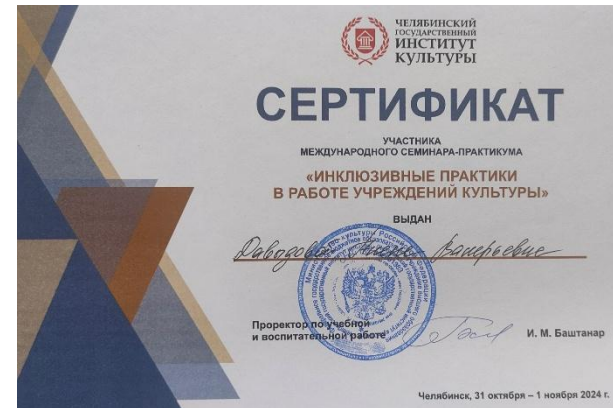 ЧЕЛЯБИНСКИЙ
ГОСУДАРСТВЕННЫЙ
ИНСТИТУТ
КУЛЬТУРЫ
СЕРТИФИКАТ
УЧАСТНИКА
МЕЖДУНАРОДНОГО СЕМИНАРА-ПРАКТИКУМА
«ИНКЛЮЗИВНЫЕ ПРАКТИКИ
В РАБОТЕ УЧРЕЖДЕНИЙ КУЛЬТУРЫ»
ВЫДАН
Валерьевне
Проректор по учебной
и воспитательной работе
И. М. Баштанар
Челябинск, 31 октября – 1 ноября 2024 г.